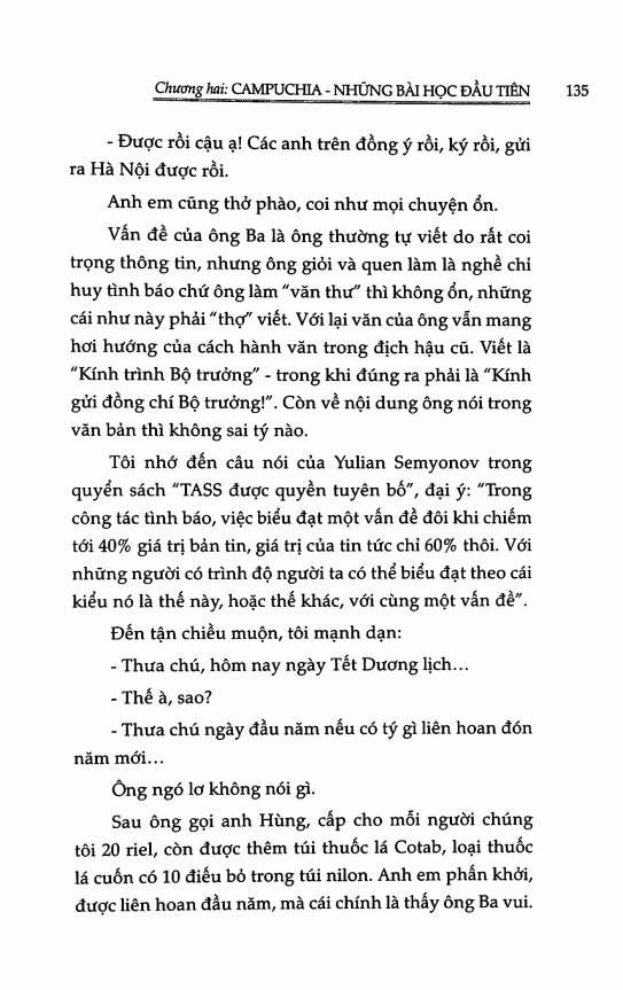 Chương hai: CAMPUCHIA - NHỮNG BÀI HỌC ĐẦU TIÊN 135
- Được rồi cậu ạ! Các anh trên đồng ý rồi, ký rồi, gửi
ra Hà Nội được rồi.
Anh em cũng thở phào, coi như mọi chuyện ổn.
Vấn đề của ông Ba là ông thường tự viết do rất coi
trọng thông tin, nhưng ông giỏi và quen làm là nghề chỉ
huy tình báo chứ ông làm "văn thư" thì không ổn, những
cái như này phải "thợ" viết. Với lại văn của ông vẫn mang
hơi hướng của cách hành văn trong địch hậu cũ. Viết là
"Kính trình Bộ trưởng" - trong khi đúng ra phải là "Kính
gửi đồng chí Bộ trưởng!". Còn về nội dung ông nói trong
văn bản thì không sai tý nào.
Tôi nhớ đến câu nói của Yulian Semyonov trong
quyển sách "TASS được quyền tuyên bố", đại ý: "Trong
công tác tình báo, việc biểu đạt một vấn đề đôi khi chiếm
tới 40% giá trị bản tin, giá trị của tin tức chỉ 60% thôi. Với
những người có trình độ người ta có thể biểu đạt theo cái
kiểu nó là thế này, hoặc thế khác, với cùng một vấn đề".
Đến tận chiều muộn, tôi mạnh dạn:
- Thưa chú, hôm nay ngày Tết Dương lịch...
- Thế à, sao?
- Thưa chú ngày đầu năm nếu có tý gì liên hoan đón
năm mới...
Ông ngó lơ không nói gì.
Sau ông gọi anh Hùng, cấp cho mỗi người chúng
tôi 20 riel, còn được thêm túi thuốc lá Cotab, loại thuốc
lá cuốn có 10 điếu bỏ trong túi nilon. Anh em phấn khởi,
được liên hoan đầu năm, mà cái chính là thấy ông Ba vui.